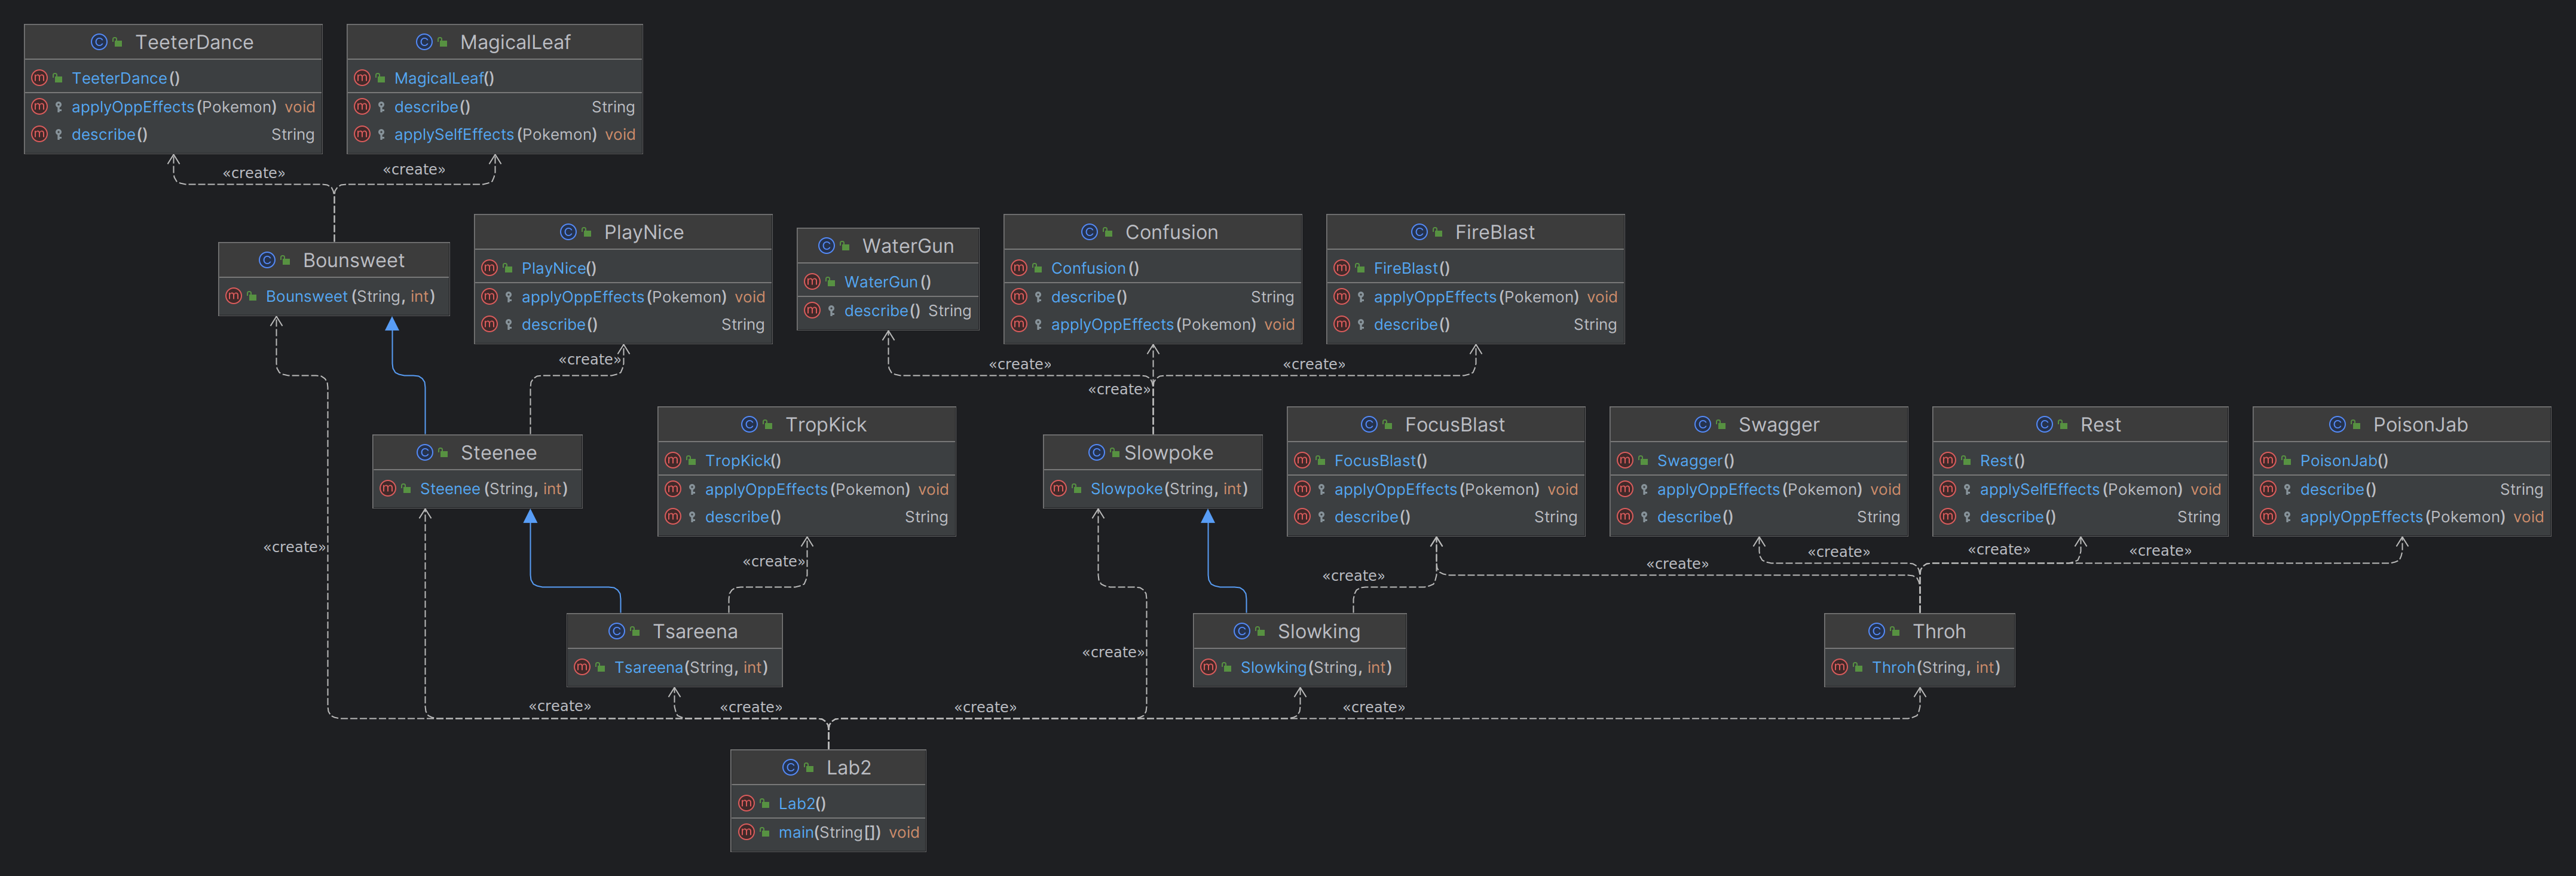 TeeterDance
TeeterDance()
applyOppEffects(Pokemon) void
describe() String
MagicalLeaf
MagicalLeaf()
describe() String
applySelfEffects(Pokemon) void
«create»
«create»
Bounsweet
Bounsweet(String, int)
PlayNice
PlayNice()
applyOppEffects(Pokemon) void
describe() String
WaterGun
WaterGun()
describe() String
Confusion
Confusion()
describe() String
applyOppEffects(Pokemon) void
FireBlast
FireBlast()
applyOppEffects(Pokemon) void
describe() String
«create»
«create»
«create»
«create»
Steenee
Steenee(String, int)
TropKick
TropKick()
applyOppEffects(Pokemon) void
describe() String
Slowpoke
Slowpoke(String, int)
FocusBlast
FocusBlast()
applyOppEffects(Pokemon) void
describe() String
Swagger
Swagger()
applyOppEffects(Pokemon) void
describe() String
Rest
Rest()
applySelfEffects(Pokemon) void
describe() String
PoisonJab
PoisonJab()
describe() String
applyOppEffects(Pokemon) void
«create»
«create»
«create»
«create»
«create»
«create»
«create»
Tsareena
Tsareena(String, int)
«create»
Slowking
Slowking(String, int)
Throh
Throh(String, int)
«create»
«create»
«create»
«create»
Lab2
Lab2()
main(String[]) void